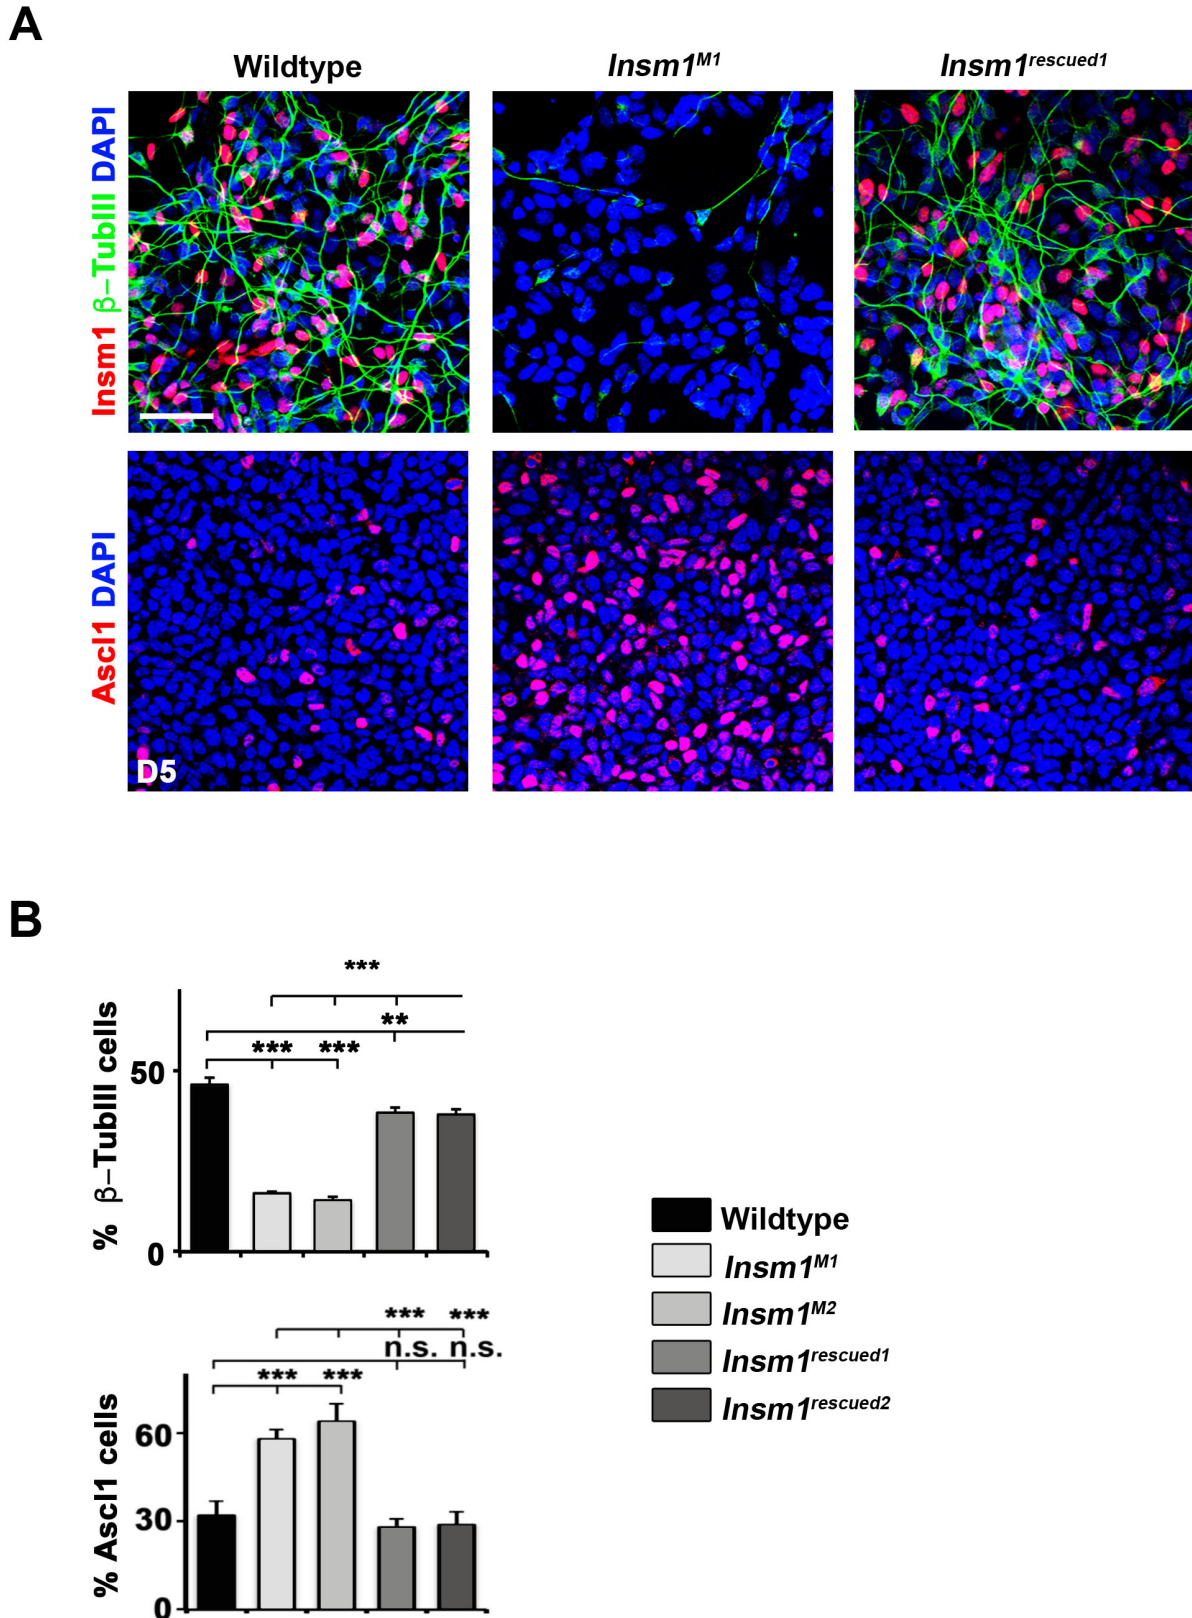 A
Wildtype Insm1M1 Insm1rescued1
Insm1 β–TubIII DAPI
Ascl1 DAPI
D5
B
***
**
*** ***
% β–TubIII cells
50
0
*** ***
n.s. n.s.
*** ***
% Ascl1 cells
60
30
0
Wildtype
Insm1M1
Insm1M2
Insm1rescued1
Insm1rescued2